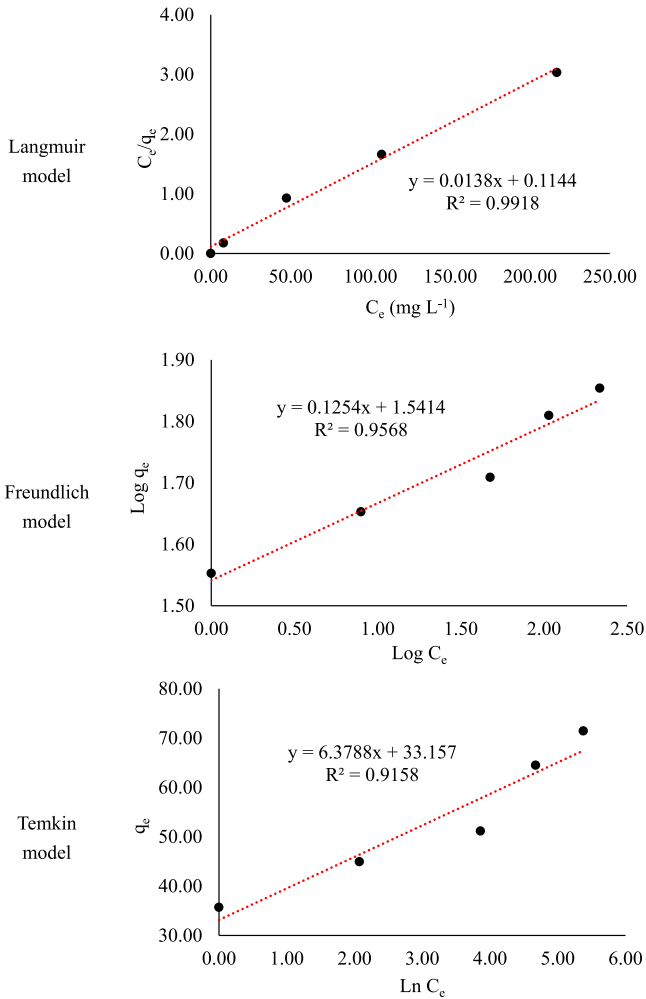 Langmuir
model
4.00
3.00
2.00
1.00
0.00
Cₑ/qₑ
y = 0.0138x + 0.1144
R² = 0.9918
0.00 50.00 100.00 150.00 200.00 250.00
Cₑ (mg L⁻¹)
Freundlich
model
1.90
1.80
1.70
1.60
1.50
Log qₑ
y = 0.1254x + 1.5414
R² = 0.9568
0.00 0.50 1.00 1.50 2.00 2.50
Log Cₑ
Temkin
model
80.00
70.00
60.00
50.00
40.00
30.00
qₑ
y = 6.3788x + 33.157
R² = 0.9158
0.00 1.00 2.00 3.00 4.00 5.00 6.00
Ln Cₑ